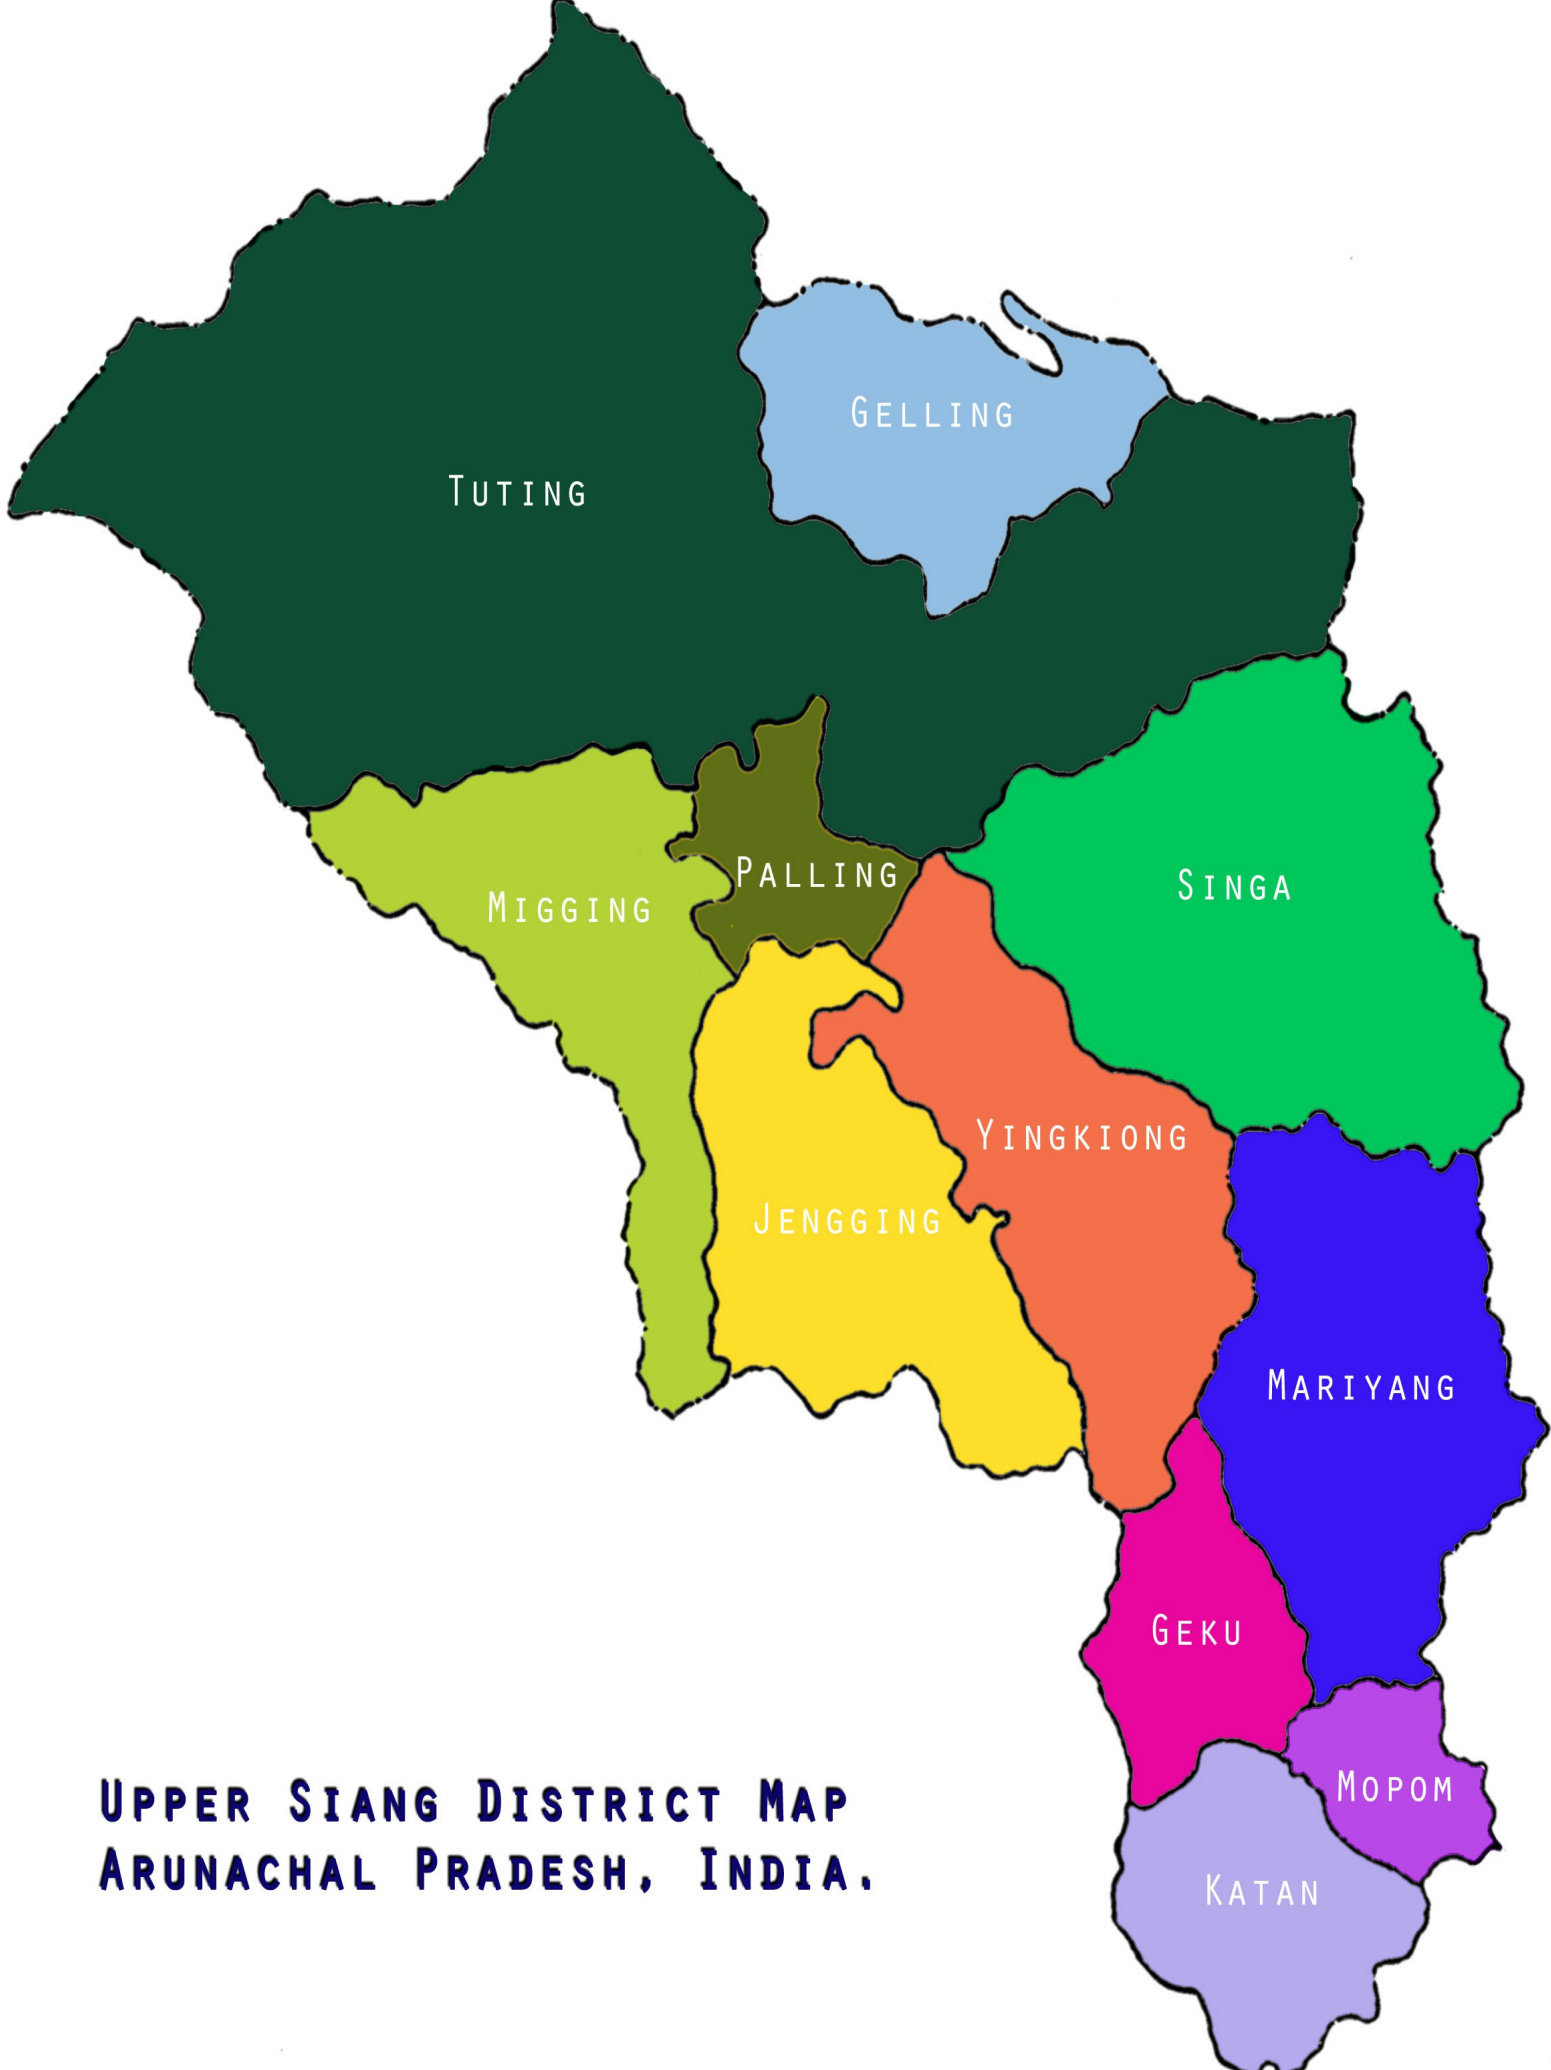 GELLING
TUTING
PALLING
SINGA
MIGGING
YINGKIONG
JENGGING
MARIYANG
GEKU
MOPOM
UPPER SIANG DISTRICT MAP
ARUNACHAL PRADESH, INDIA.
KATAN